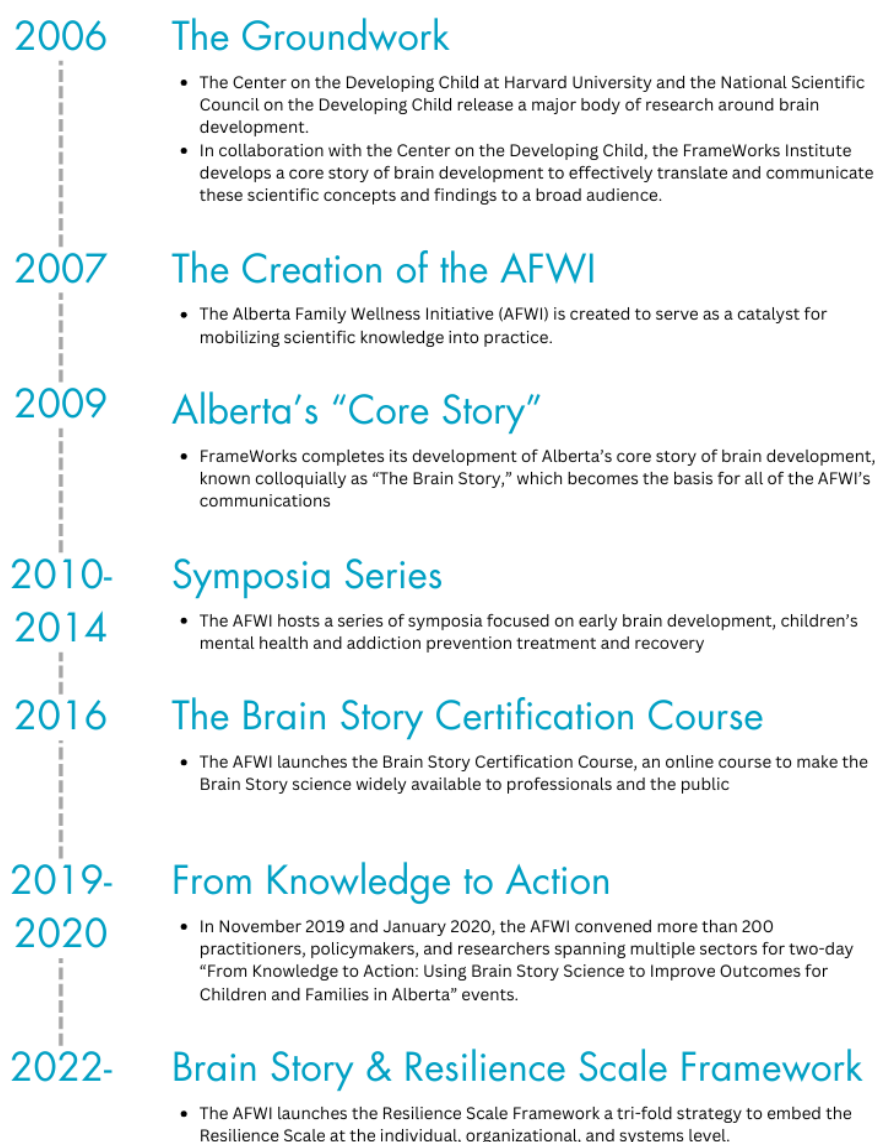 2006 The Groundwork
• The Center on the Developing Child at Harvard University and the National Scientific
Council on the Developing Child release a major body of research around brain
development.
• In collaboration with the Center on the Developing Child, the FrameWorks Institute
develops a core story of brain development to effectively translate and communicate
these scientific concepts and findings to a broad audience.
2007 The Creation of the AFWI
• The Alberta Family Wellness Initiative (AFWI) is created to serve as a catalyst for
mobilizing scientific knowledge into practice.
2009 Alberta's “Core Story”
• FrameWorks completes its development of Alberta's core story of brain development,
known colloquially as “The Brain Story,” which becomes the basis for all of the AFWI's
communications
2010-
2014
Symposia Series
• The AFWI hosts a series of symposia focused on early brain development, children's
mental health and addiction prevention treatment and recovery
2016 The Brain Story Certification Course
• The AFWI launches the Brain Story Certification Course, an online course to make the
Brain Story science widely available to professionals and the public
2019-
2020
From Knowledge to Action
• In November 2019 and January 2020, the AFWI convened more than 200
practitioners, policymakers, and researchers spanning multiple sectors for two-day
“From Knowledge to Action: Using Brain Story Science to Improve Outcomes for
Children and Families in Alberta” events.
2022- Brain Story & Resilience Scale Framework
• The AFWI launches the Resilience Scale Framework a tri-fold strategy to embed the
Resilience Scale at the individual, organizational, and systems level.